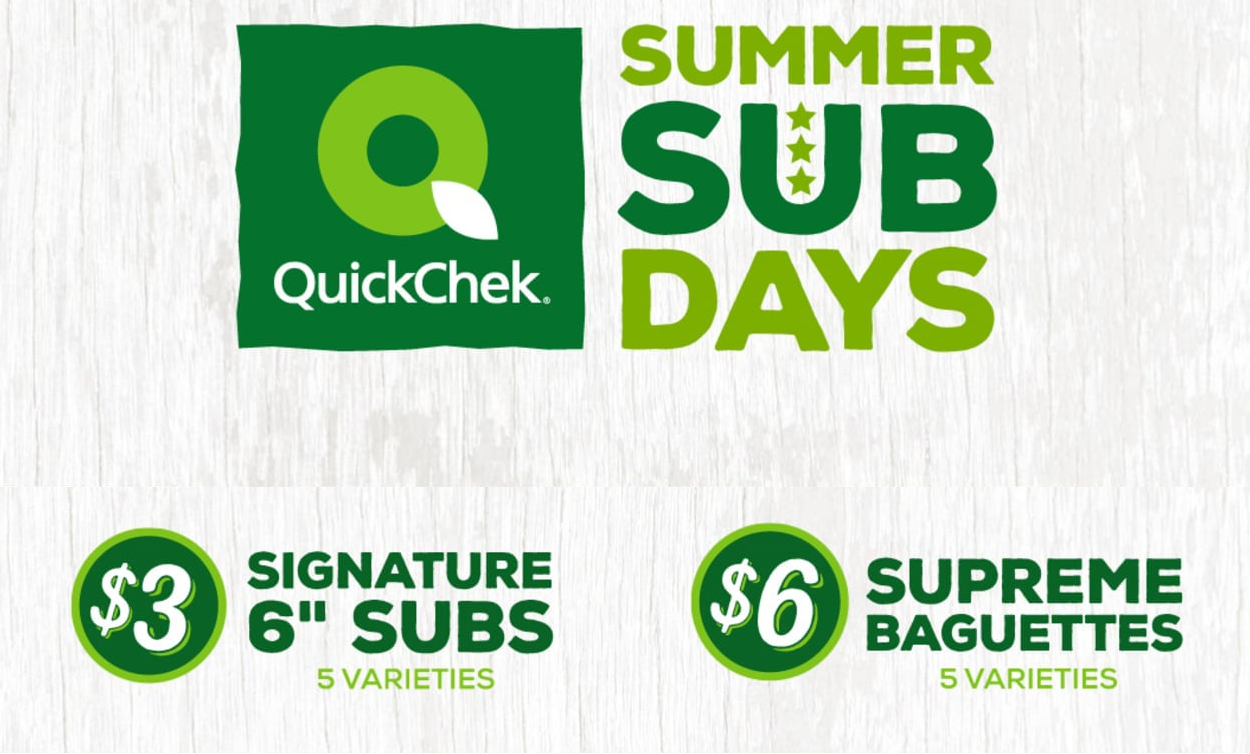 QuickChek®
SUMMER
SUB
DAYS
$3
SIGNATURE
6" SUBS
5 VARIETIES
$6
SUPREME
BAGUETTES
5 VARIETIES